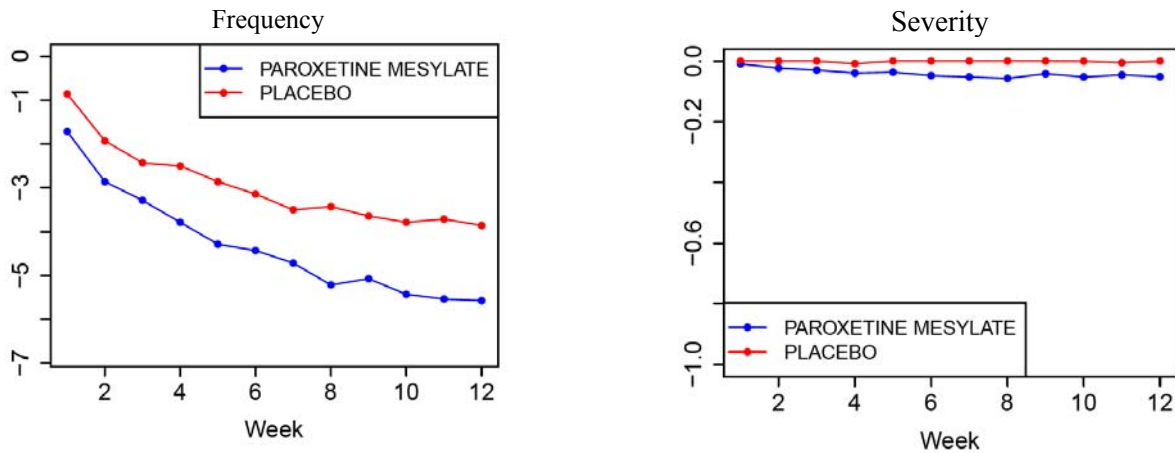 Frequency
0
−1
−3
−5
−7
PAROXETINE MESYLATE
PLACEBO
2 4 6 8 10 12
Week
Severity
0.0
−0.2
−0.6
−1.0
PAROXETINE MESYLATE
PLACEBO
2 4 6 8 10 12
Week